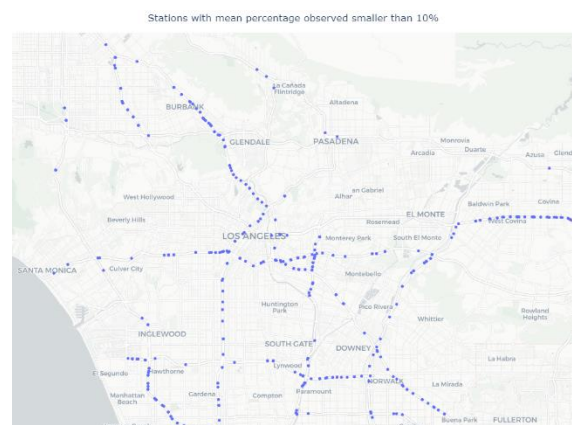 Stations with mean percentage observed smaller than 10%
La Cañada
Flintridge
BURBANK
Altadena
GLENDALE
PASADENA
Monrovia
Duarte
Arcadia
Azusa
Glend
West Hollywood
an Gabriel
Alhar
Baldwin Park
Covina
Beverly Hills
EL MONTE
Rosemead
West Covina
LOS ANGELES
Monterey Park
South El Monte
SANTA MONICA
Culver City
Montebello
Huntington
Park
Pico Rivera
Whittier
Rowland
Heights
INGLEWOOD
SOUTH GATE
DOWNEY
La Habra
El Segundo
Hawthorne
Lynwood
NORWALK
La Mirada
Manhattan
Beach
Gardena
Compton
Paramount
Buena Park
FULLERTON